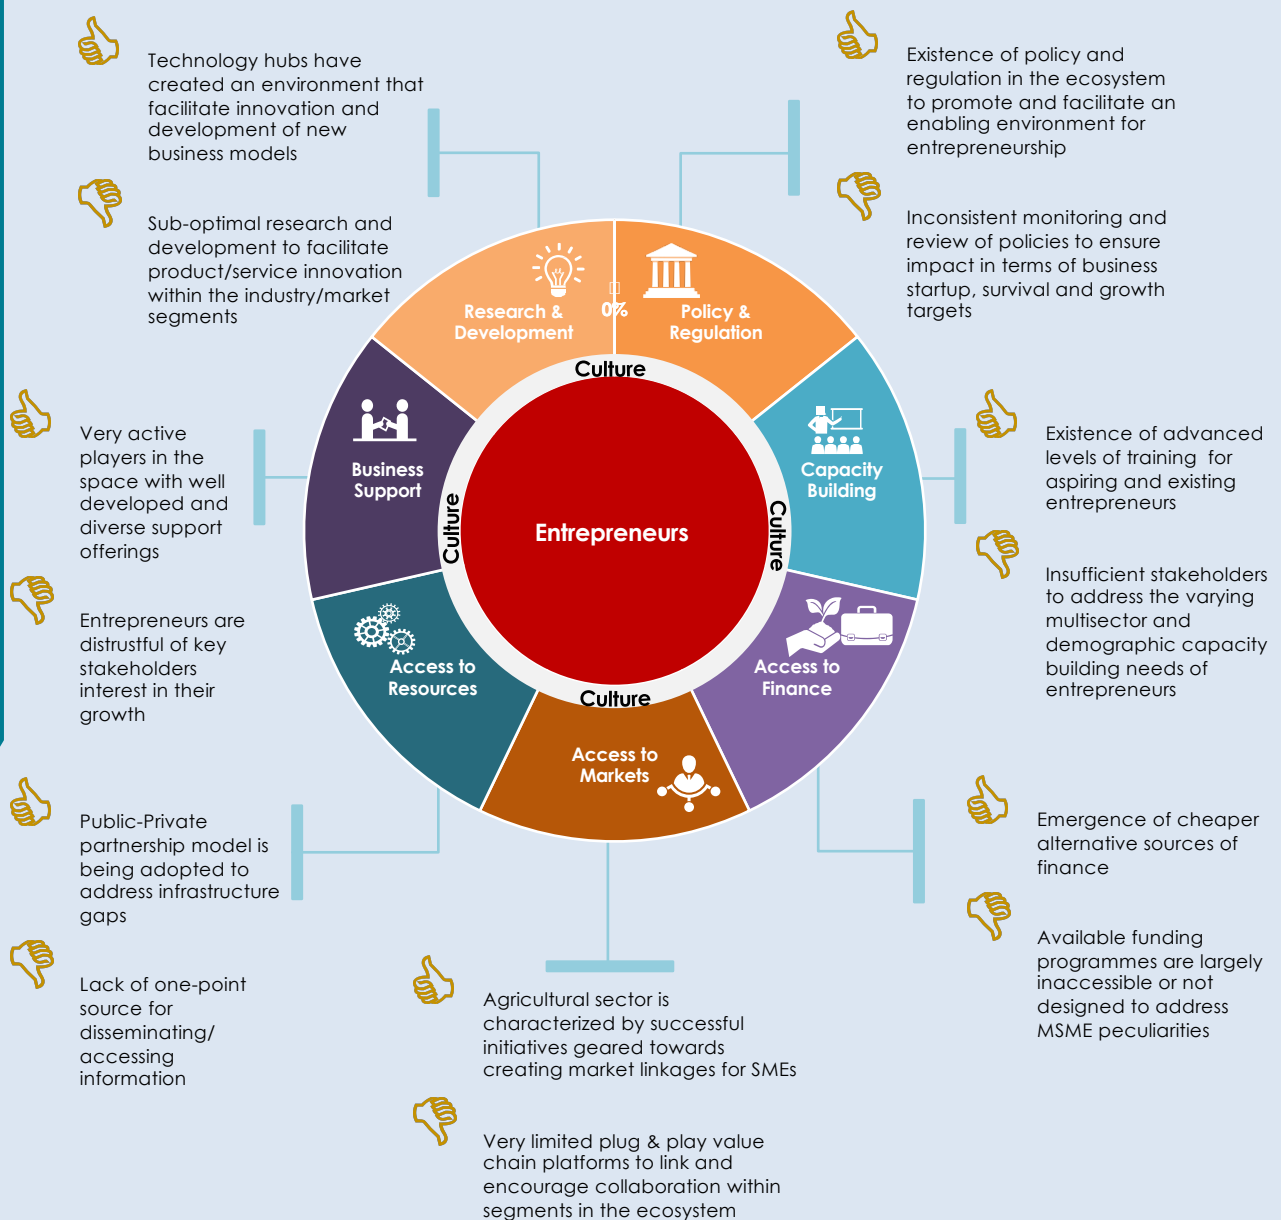 Technology hubs have
created an environment that
facilitate innovation and
development of new
business models
Sub-optimal research and
development to facilitate
product/service innovation
within the industry/market
segments
Existence of policy and
regulation in the ecosystem
to promote and facilitate an
enabling environment for
entrepreneurship
Inconsistent monitoring and
review of policies to ensure
impact in terms of business
startup, survival and growth
targets
Research &
Development
0%
Policy &
Regulation
Culture
Business
Support
Capacity
Building
Culture
Entrepreneurs
Culture
Access to
Resources
Access to
Finance
Culture
Access to
Markets
Very active
players in the
space with well
developed and
diverse support
offerings
Entrepreneurs are
distrustful of key
stakeholders
interest in their
growth
Existence of advanced
levels of training for
aspiring and existing
entrepreneurs
Insufficient stakeholders
to address the varying
multisector and
demographic capacity
building needs of
entrepreneurs
Public-Private
partnership model is
being adopted to
address infrastructure
gaps
Lack of one-point
source for
disseminating/
accessing
information
Agricultural sector is
characterized by successful
initiatives geared towards
creating market linkages for SMEs
Very limited plug & play value
chain platforms to link and
encourage collaboration within
segments in the ecosystem
Emergence of cheaper
alternative sources of
finance
Available funding
programmes are largely
inaccessible or not
designed to address
MSME peculiarities